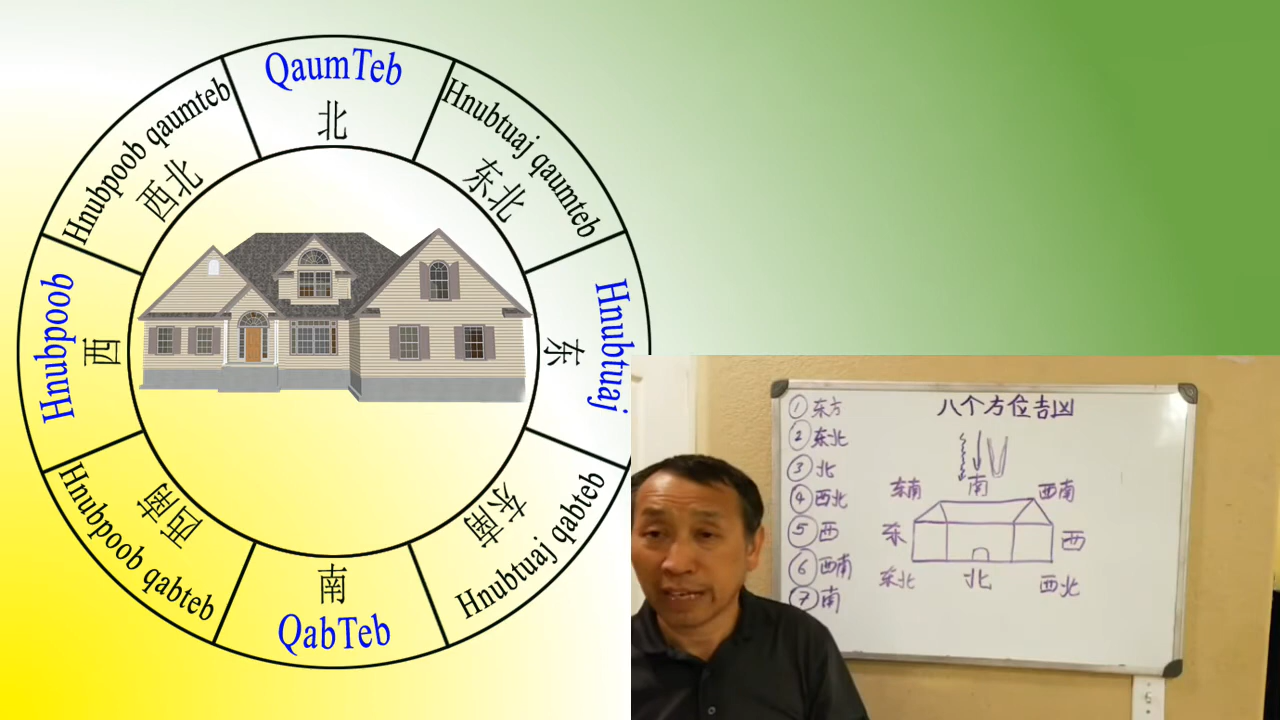 QaumTeb
北
Hnubtuaj qaumteb
东北
Hnubtuaj
东
Hnubtuaj qabteb
东南
南
QabTeb
Hnubpoob qabteb
西南
Hnubpoob
西
Hnubpoob qaumteb
西北
八个方位吉凶
① 东方
② 东北
③ 北
④ 西北
⑤ 西
⑥ 西南
⑦ 南
东南 南 西南
东 西
东北 北 西北